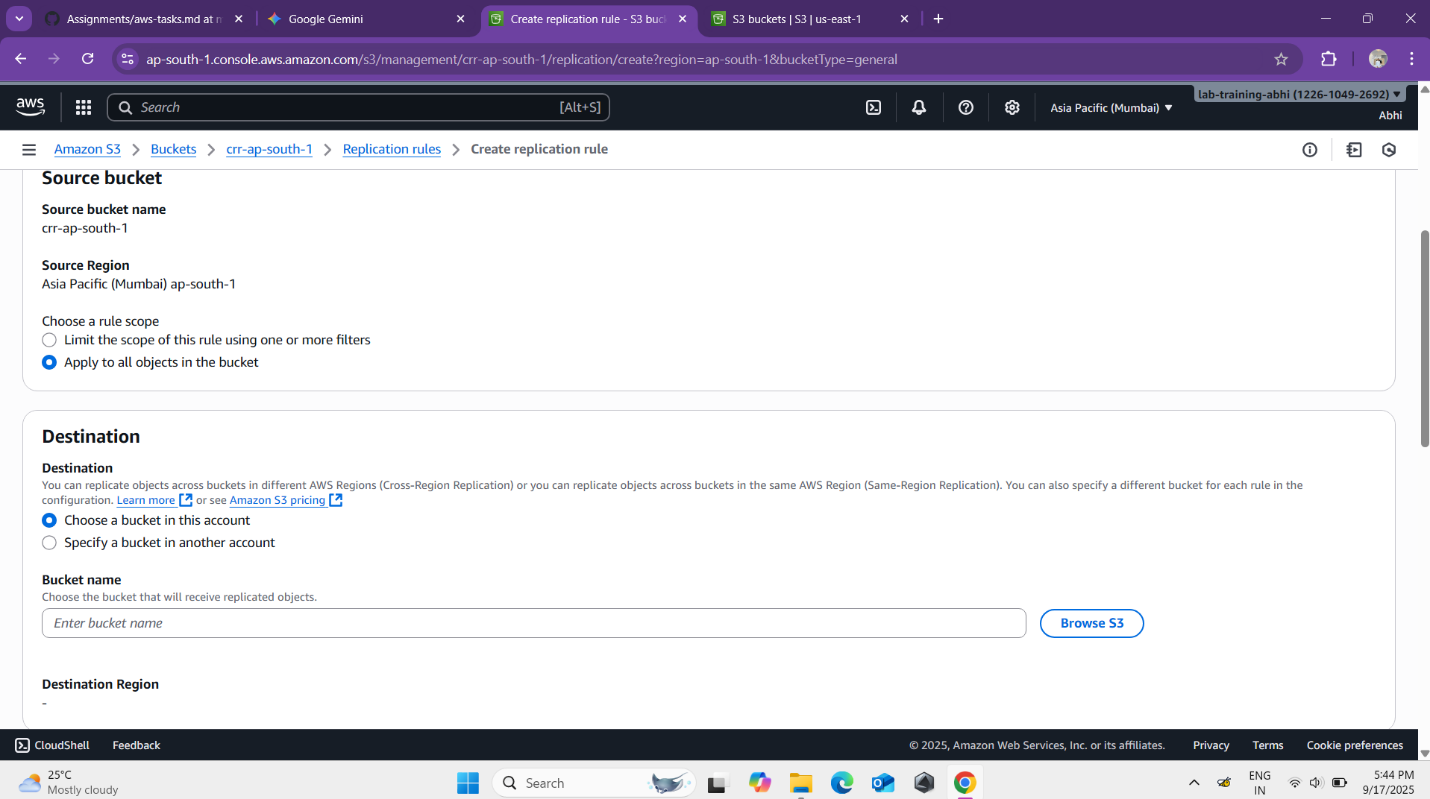 Assignments/aws-tasks.md at n
Google Gemini
Create replication rule - S3 buc
S3 buckets | S3 | us-east-1
ap-south-1.console.aws.amazon.com/s3/management/crr-ap-south-1/replication/create?region=ap-south-1&bucketType=general
aws
Search
[Alt+S]
Asia Pacific (Mumbai) ▼
lab-training-abhi (1226-1049-2692) ▼
Abhi
Amazon S3 > Buckets > crr-ap-south-1 > Replication rules > Create replication rule
Source bucket
Source bucket name
crr-ap-south-1
Source Region
Asia Pacific (Mumbai) ap-south-1
Choose a rule scope
Limit the scope of this rule using one or more filters
Apply to all objects in the bucket
Destination
Destination
You can replicate objects across buckets in different AWS Regions (Cross-Region Replication) or you can replicate objects across buckets in the same AWS Region (Same-Region Replication). You can also specify a different bucket for each rule in the
configuration. Learn more or see Amazon S3 pricing
Choose a bucket in this account
Specify a bucket in another account
Bucket name
Choose the bucket that will receive replicated objects.
Enter bucket name
Browse S3
Destination Region
-
CloudShell
Feedback
© 2025, Amazon Web Services, Inc. or its affiliates.
Privacy
Terms
Cookie preferences
25°C
Mostly cloudy
Search
ENG
IN
5:44 PM
9/17/2025